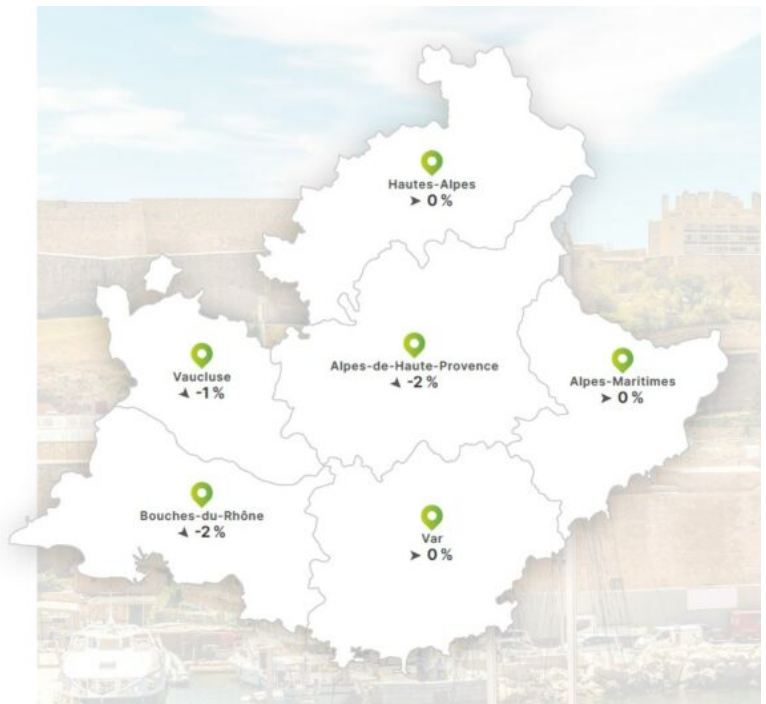 Hautes-Alpes
➤ 0 %
Alpes-de-Haute-Provence
-2 %
Vaucluse
-1 %
Alpes-Maritimes
➤ 0 %
Bouches-du-Rhône
-2 %
Var
➤ 0 %